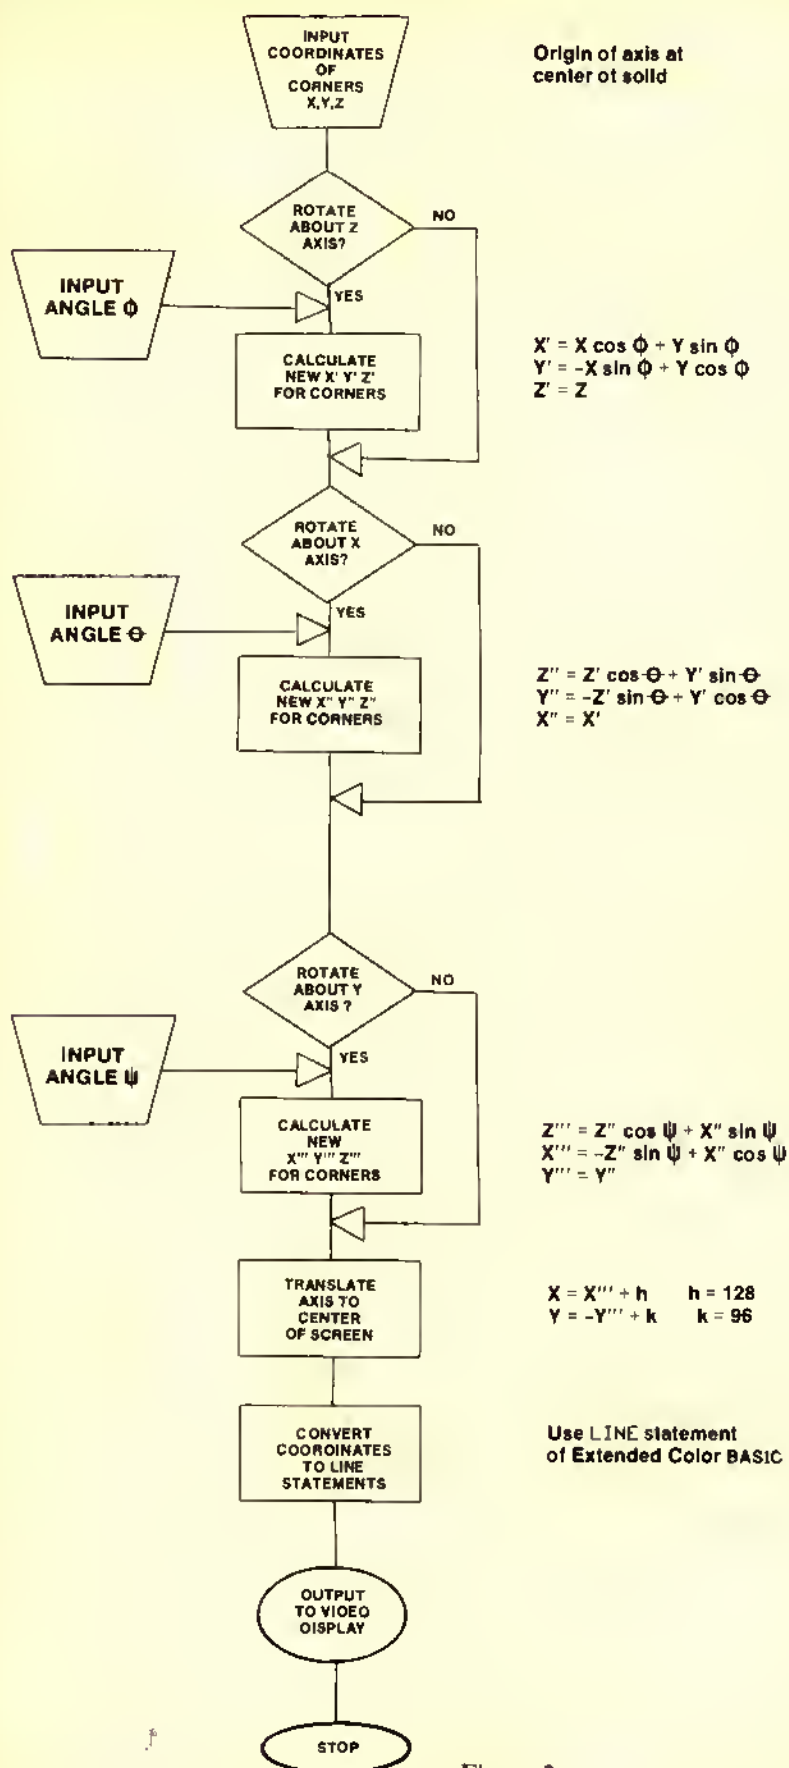 INPUT
COORDINATES
OF
CORNERS
X,Y,Z
Origin of axis at
center of solid
ROTATE
ABOUT Z
AXIS?
NO
YES
INPUT
ANGLE Φ
CALCULATE
NEW X' Y' Z'
FOR CORNERS
X' = X cos Φ + Y sin Φ
Y' = -X sin Φ + Y cos Φ
Z' = Z
ROTATE
ABOUT X
AXIS?
NO
YES
INPUT
ANGLE Θ
CALCULATE
NEW X'' Y'' Z''
FOR CORNERS
Z'' = Z' cos Θ + Y' sin Θ
Y'' = -Z' sin Θ + Y' cos Θ
X'' = X'
ROTATE
ABOUT Y
AXIS ?
NO
YES
INPUT
ANGLE ψ
CALCULATE
NEW
X''' Y''' Z'''
FOR CORNERS
Z''' = Z'' cos ψ + X'' sin ψ
X''' = -Z'' sin ψ + X'' cos ψ
Y''' = Y''
TRANSLATE
AXIS TO
CENTER
OF SCREEN
X = X''' + h h = 128
Y = -Y''' + k k = 96
CONVERT
COORDINATES
TO LINE
STATEMENTS
Use LINE statement
of Extended Color BASIC
OUTPUT
TO VIDEO
DISPLAY
STOP